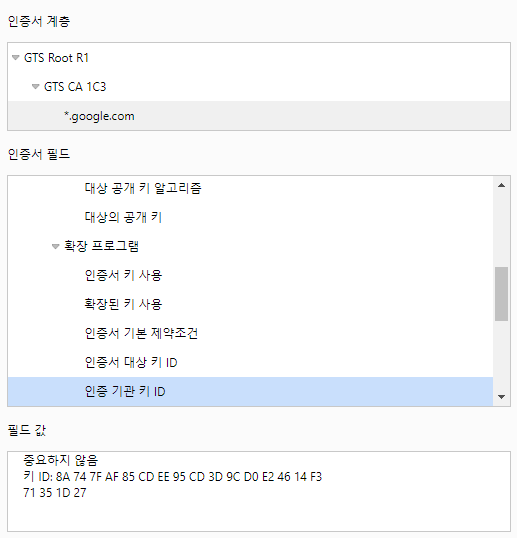 인증서 계층
GTS Root R1
GTS CA 1C3
*.google.com
인증서 필드
대상 공개 키 알고리즘
대상의 공개 키
확장 프로그램
인증서 키 사용
확장된 키 사용
인증서 기본 제약조건
인증서 대상 키 ID
인증 기관 키 ID
필드 값
중요하지 않음
키 ID: 8A 74 7F AF 85 CD EE 95 CD 3D 9C D0 E2 46 14 F3
71 35 1D 27